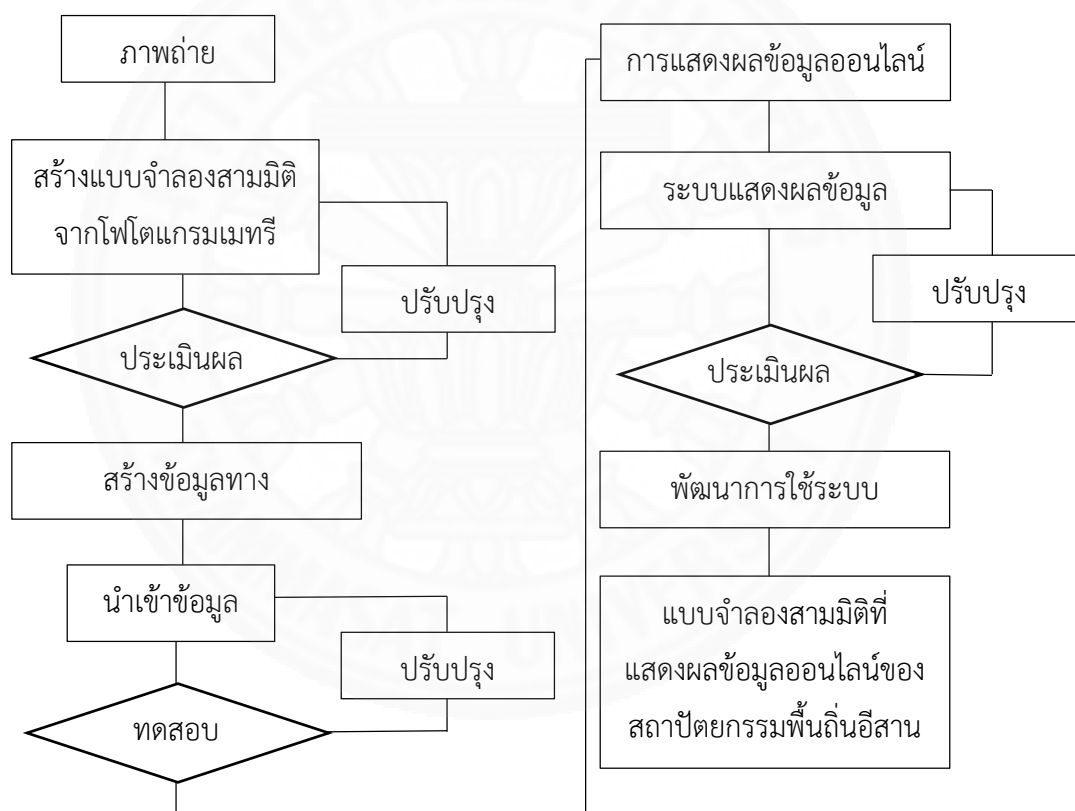 ภาพถ่าย
สร้างแบบจำลองสามมิติ
จากโฟโตแกรมเมทรี
ปรับปรุง
ประเมินผล
สร้างข้อมูลทาง
นำเข้าข้อมูล
ปรับปรุง
ทดสอบ
การแสดงผลข้อมูลออนไลน์
ระบบแสดงผลข้อมูล
ปรับปรุง
ประเมินผล
พัฒนาการใช้ระบบ
แบบจำลองสามมิติที่
แสดงผลข้อมูลออนไลน์ของ
สถาปัตยกรรมพื้นถิ่นอีสาน